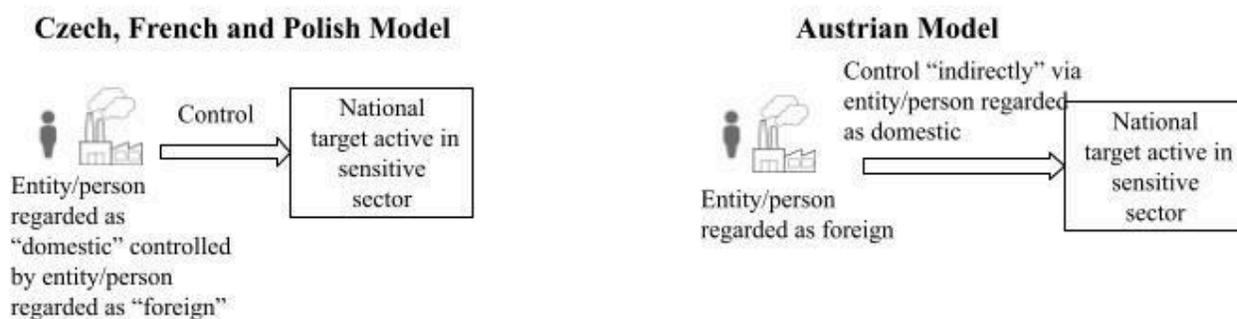 Czech, French and Polish Model
Control
National
target active in
sensitive
sector
Entity/person
regarded as
“domestic” controlled
by entity/person
regarded as “foreign”
Austrian Model
Control “indirectly” via
entity/person regarded
as domestic
National
target active in
sensitive
sector
Entity/person
regarded as foreign